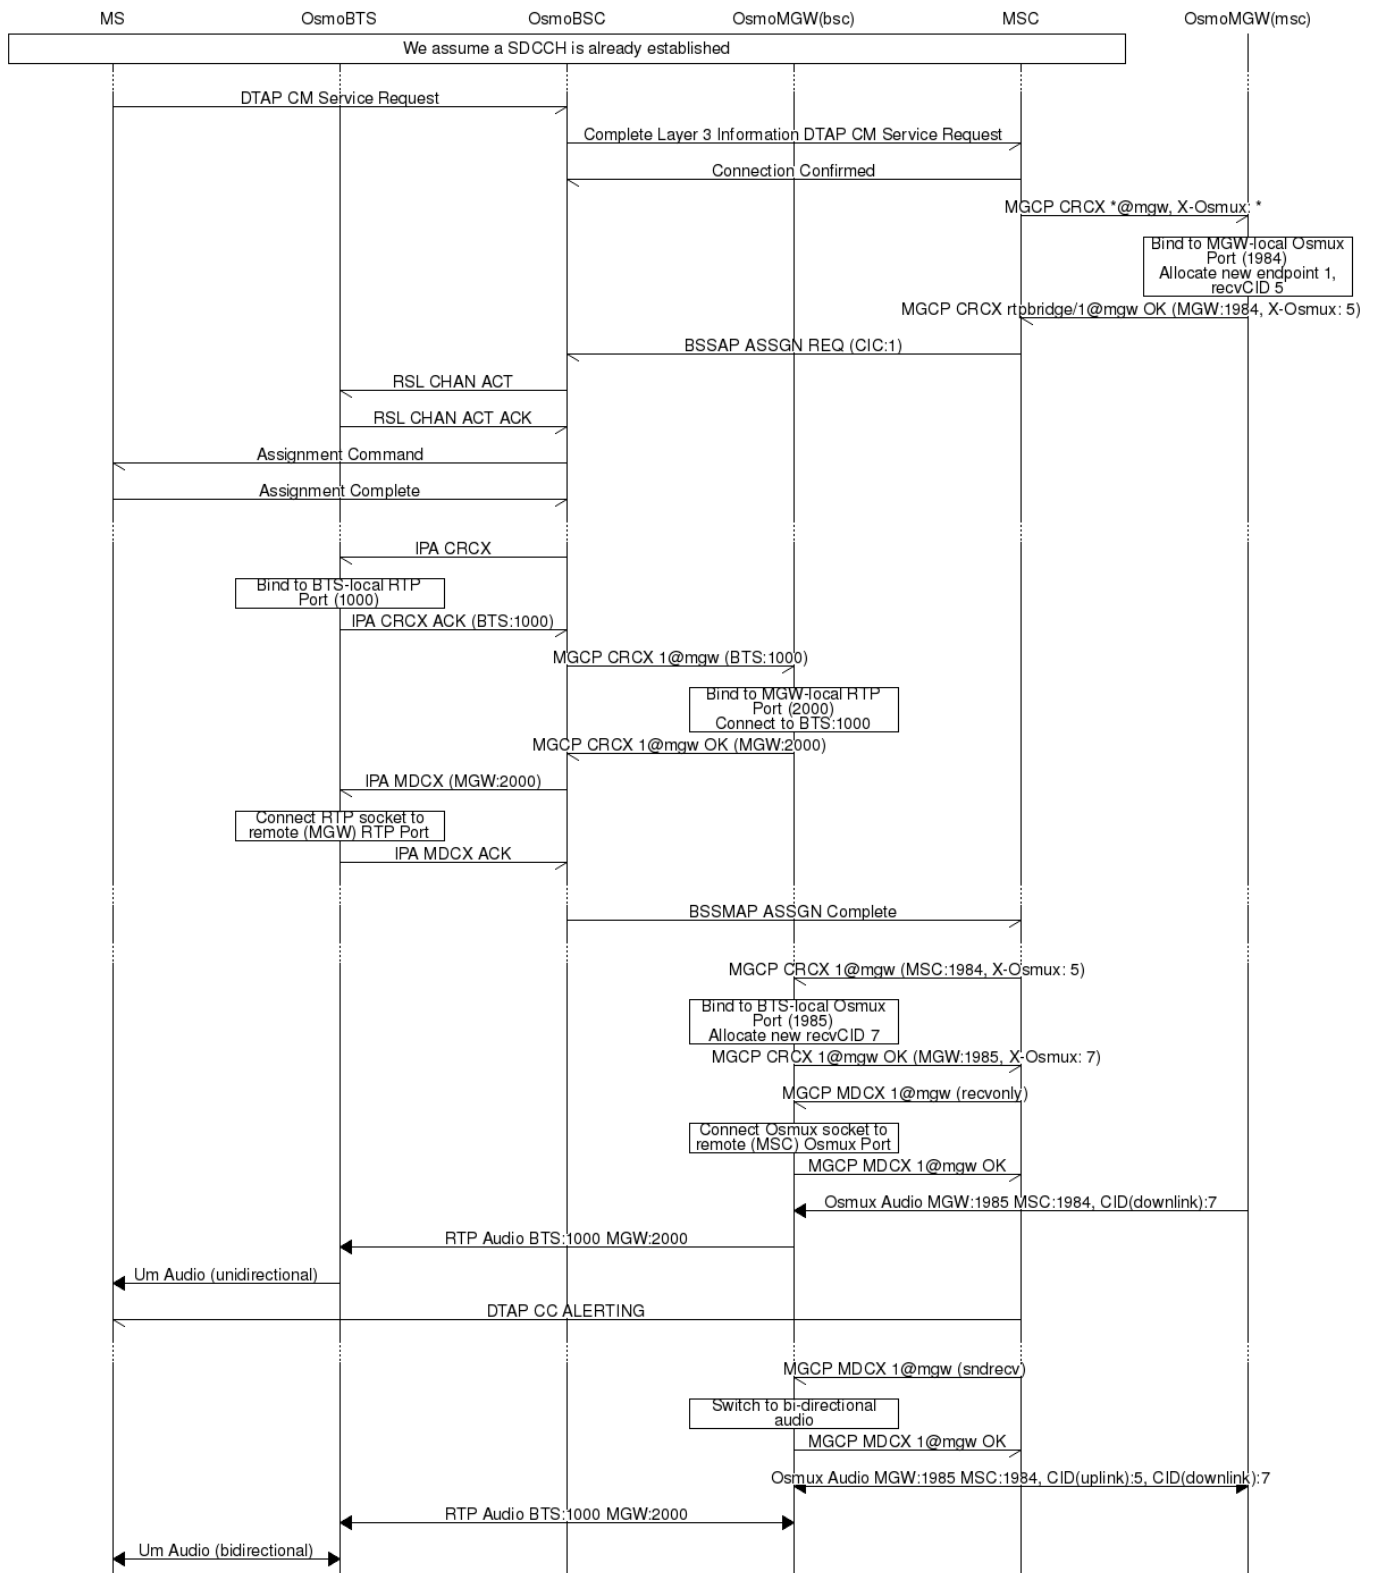 MS OsmoBTS OsmoBSC OsmoMGW(bsc) MSC OsmoMGW(msc)
We assume a SDCCH is already established
DTAP CM Service Request
Complete Layer 3 Information DTAP CM Service Request
Connection Confirmed
MGCP CRCX *@mgw, X-Osmux: *
Bind to MGW-local Osmux
Port (1984)
Allocate new endpoint 1,
recvCID 5
MGCP CRCX rtpbridge/1@mgw OK (MGW:1984, X-Osmux: 5)
BSSAP ASSGN REQ (CIC:1)
RSL CHAN ACT
RSL CHAN ACT ACK
Assignment Command
Assignment Complete
IPA CRCX
Bind to BTS-local RTP
Port (1000)
IPA CRCX ACK (BTS:1000)
MGCP CRCX 1@mgw (BTS:1000)
Bind to MGW-local RTP
Port (2000)
Connect to BTS:1000
MGCP CRCX 1@mgw OK (MGW:2000)
IPA MDCX (MGW:2000)
Connect RTP socket to
remote (MGW) RTP Port
IPA MDCX ACK
BSSMAP ASSGN Complete
MGCP CRCX 1@mgw (MSC:1984, X-Osmux: 5)
Bind to BTS-local Osmux
Port (1985)
Allocate new recvCID 7
MGCP CRCX 1@mgw OK (MGW:1985, X-Osmux: 7)
MGCP MDCX 1@mgw (recvonly)
Connect Osmux socket to
remote (MSC) Osmux Port
MGCP MDCX 1@mgw OK
Osmux Audio MGW:1985 MSC:1984, CID(downlink):7
RTP Audio BTS:1000 MGW:2000
Um Audio (unidirectional)
DTAP CC ALERTING
MGCP MDCX 1@mgw (sndrecv)
Switch to bi-directional
audio
MGCP MDCX 1@mgw OK
Osmux Audio MGW:1985 MSC:1984, CID(uplink):5, CID(downlink):7
RTP Audio BTS:1000 MGW:2000
Um Audio (bidirectional)